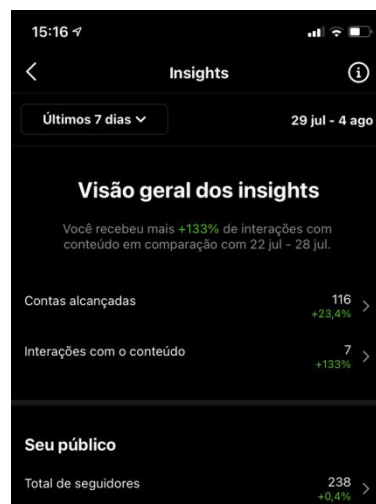 15:16
Insights
Últimos 7 dias
29 jul - 4 ago
Visão geral dos insights
Você recebeu mais +133% de interações com
conteúdo em comparação com 22 jul - 28 jul.
Contas alcançadas
116
+23,4%
Interações com o conteúdo
7
+133%
Seu público
Total de seguidores
238
+0,4%